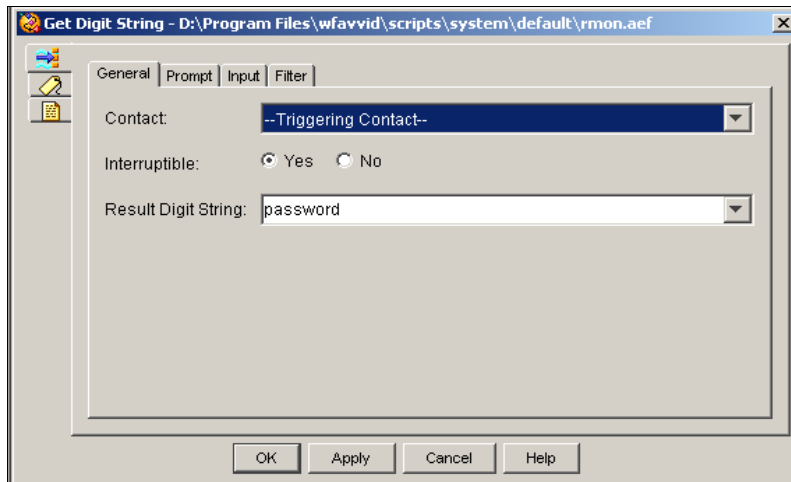 Get Digit String - D:\Program Files\wfavvid\scripts\system\default\rmon.aef
General Prompt Input Filter
Contact: --Triggering Contact--
Interruptible: Yes No
Result Digit String: password
OK Apply Cancel Help